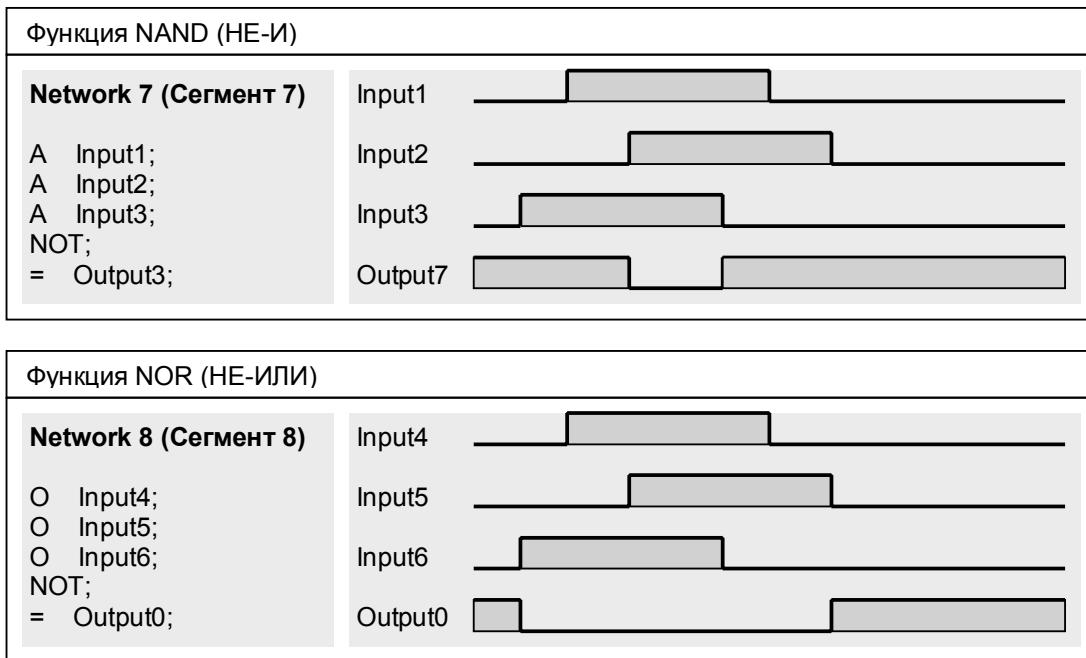 Функция NAND (НЕ-И)
Network 7 (Сегмент 7)
A Input1;
A Input2;
A Input3;
NOT;
= Output3;
Input1
Input2
Input3
Output7
Функция NOR (НЕ-ИЛИ)
Network 8 (Сегмент 8)
O Input4;
O Input5;
O Input6;
NOT;
= Output0;
Input4
Input5
Input6
Output0